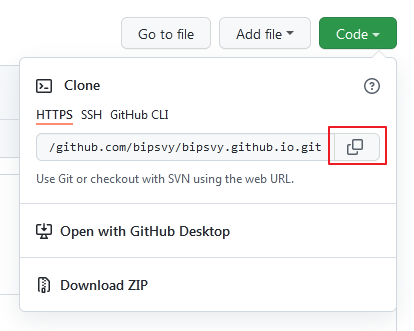 Go to file Add file Code
Clone
HTTPS SSH GitHub CLI
/github.com/bipsvy/bipsvy.github.io.git
Use Git or checkout with SVN using the web URL.
Open with GitHub Desktop
Download ZIP